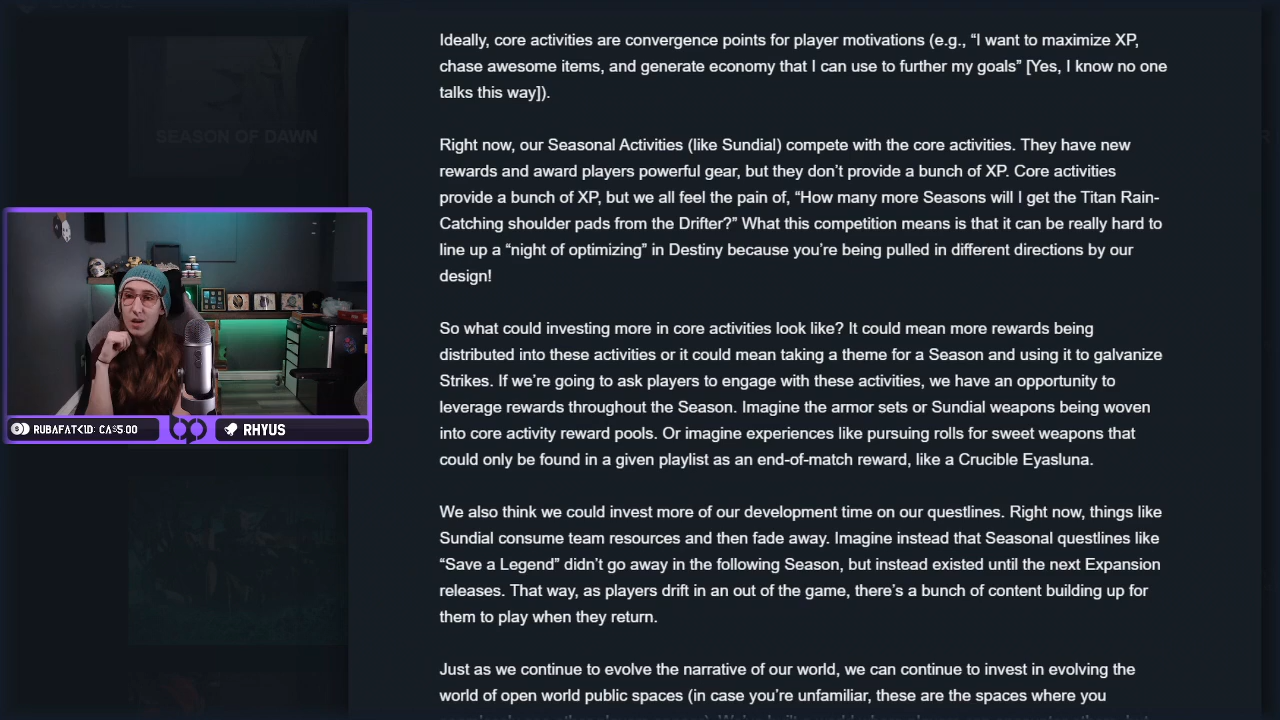 Ideally, core activities are convergence points for player motivations (e.g., “I want to maximize XP,
chase awesome items, and generate economy that I can use to further my goals” [Yes, I know no one
talks this way]).
SEASON OF DAWN
Right now, our Seasonal Activities (like Sundial) compete with the core activities. They have new
rewards and award players powerful gear, but they don’t provide a bunch of XP. Core activities
provide a bunch of XP, but we all feel the pain of, “How many more Seasons will I get the Titan Rain-
Catching shoulder pads from the Drifter?” What this competition means is that it can be really hard to
line up a “night of optimizing” in Destiny because you’re being pulled in different directions by our
design!
So what could investing more in core activities look like? It could mean more rewards being
distributed into these activities or it could mean taking a theme for a Season and using it to galvanize
Strikes. If we’re going to ask players to engage with these activities, we have an opportunity to
leverage rewards throughout the Season. Imagine the armor sets or Sundial weapons being woven
into core activity reward pools. Or imagine experiences like pursuing rolls for sweet weapons that
could only be found in a given playlist as an end-of-match reward, like a Crucible Eyasluna.
RUBAFATKID: CA$5.00
RHYUS
We also think we could invest more of our development time on our questlines. Right now, things like
Sundial consume team resources and then fade away. Imagine instead that Seasonal questlines like
“Save a Legend” didn’t go away in the following Season, but instead existed until the next Expansion
releases. That way, as players drift in an out of the game, there’s a bunch of content building up for
them to play when they return.
Just as we continue to evolve the narrative of our world, we can continue to invest in evolving the
world of open world public spaces (in case you’re unfamiliar, these are the spaces where you